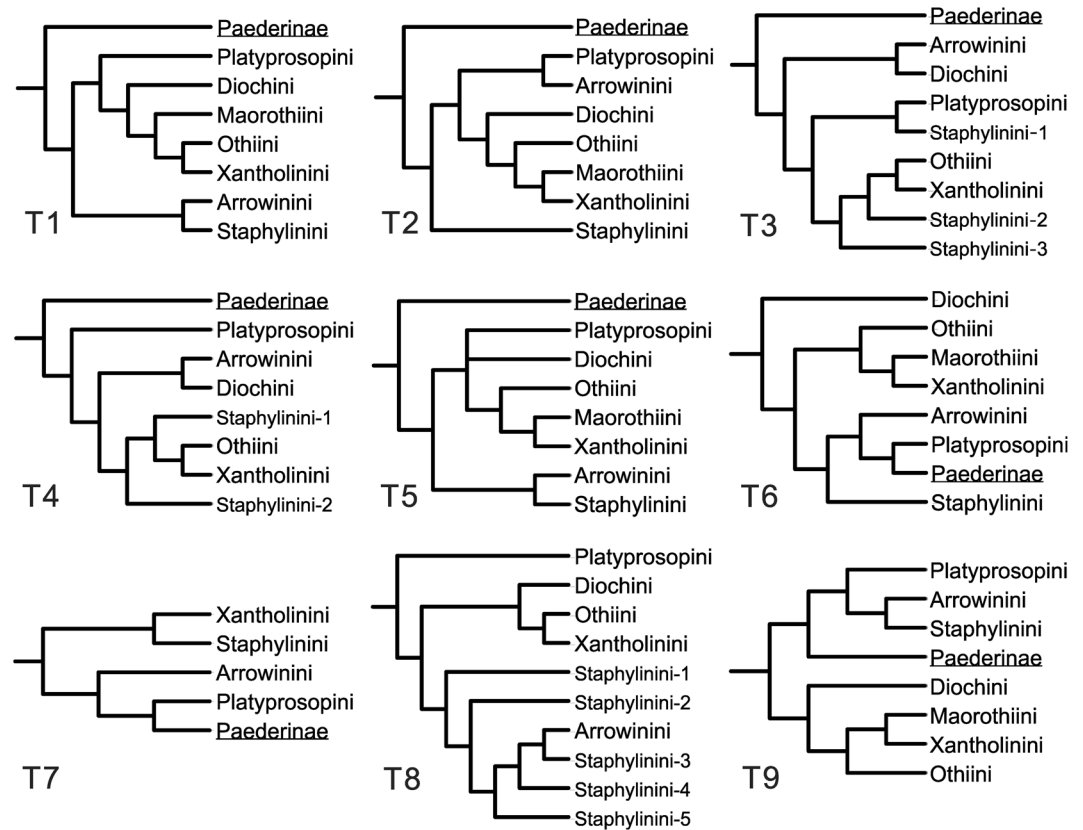 Paederinae
Platyprosopini
Diochini
Maorothiini
Othiini
Xantholinini
Arrowinini
Staphylinini
T1
Paederinae
Platyprosopini
Arrowinini
Diochini
Othiini
Maorothiini
Xantholinini
Staphylinini
T2
Paederinae
Arrowinini
Diochini
Platyprosopini
Staphylinini-1
Othiini
Xantholinini
Staphylinini-2
Staphylinini-3
T3
Paederinae
Platyprosopini
Arrowinini
Diochini
Staphylinini-1
Othiini
Xantholinini
Staphylinini-2
T4
Paederinae
Platyprosopini
Diochini
Othiini
Maorothiini
Xantholinini
Arrowinini
Staphylinini
T5
Diochini
Othiini
Maorothiini
Xantholinini
Arrowinini
Platyprosopini
Paederinae
Staphylinini
T6
Xantholinini
Staphylinini
Arrowinini
Platyprosopini
Paederinae
T7
Platyprosopini
Diochini
Othiini
Xantholinini
Staphylinini-1
Staphylinini-2
Arrowinini
Staphylinini-3
Staphylinini-4
Staphylinini-5
T8
Platyprosopini
Arrowinini
Staphylinini
Paederinae
Diochini
Maorothiini
Xantholinini
Othiini
T9